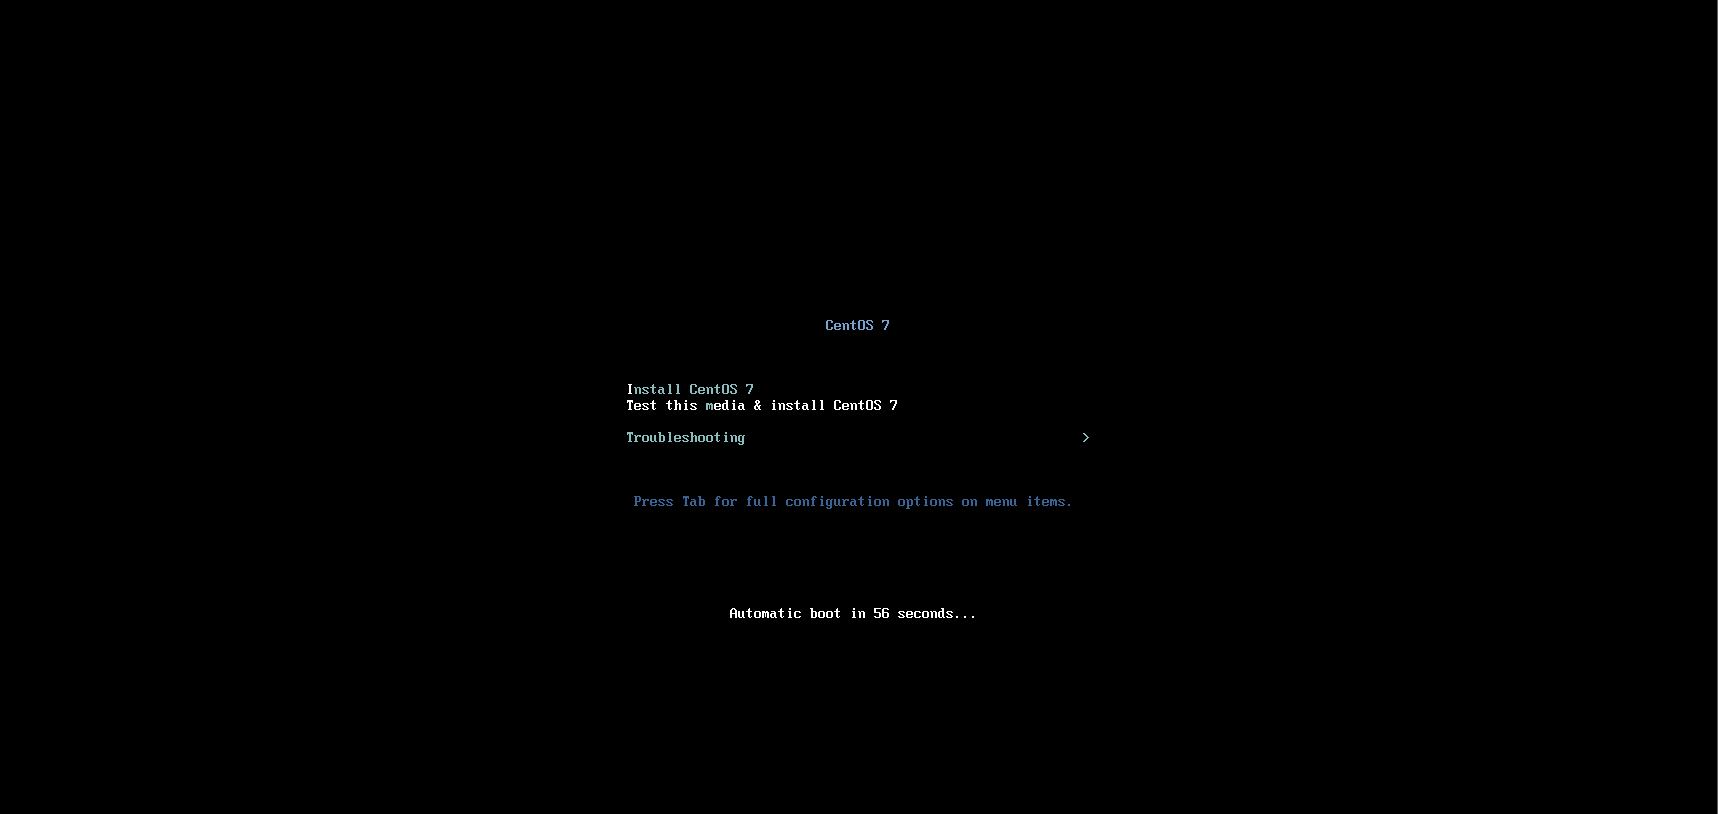 CentOS 7
Install CentOS 7
Test this media & install CentOS 7
Troubleshooting >
Press Tab for full configuration options on menu items.
Automatic boot in 56 seconds...